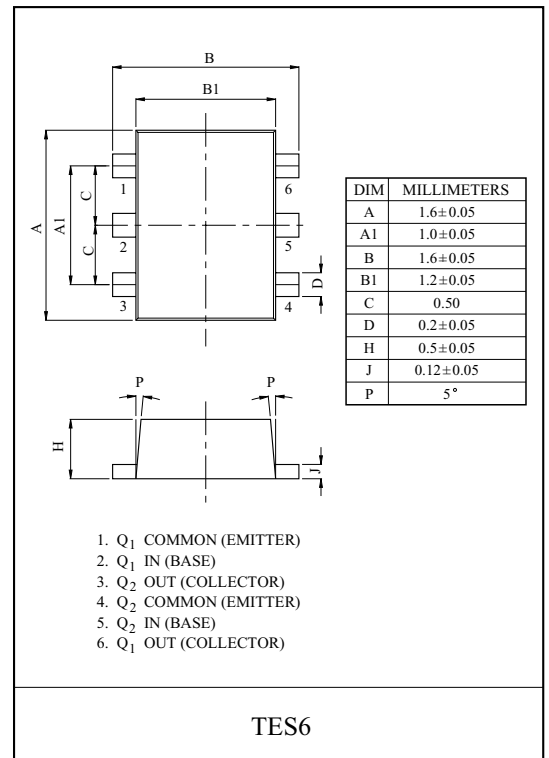 B
B1
1
6
C
A
A1
2
5
C
D
3
4
DIM MILLIMETERS
A 1.6±0.05
A1 1.0±0.05
B 1.6±0.05
B1 1.2±0.05
C 0.50
D 0.2±0.05
H 0.5±0.05
J 0.12±0.05
P 5°
P P
H
J
1. Q1 COMMON (EMITTER)
2. Q1 IN (BASE)
3. Q2 OUT (COLLECTOR)
4. Q2 COMMON (EMITTER)
5. Q2 IN (BASE)
6. Q1 OUT (COLLECTOR)
TES6